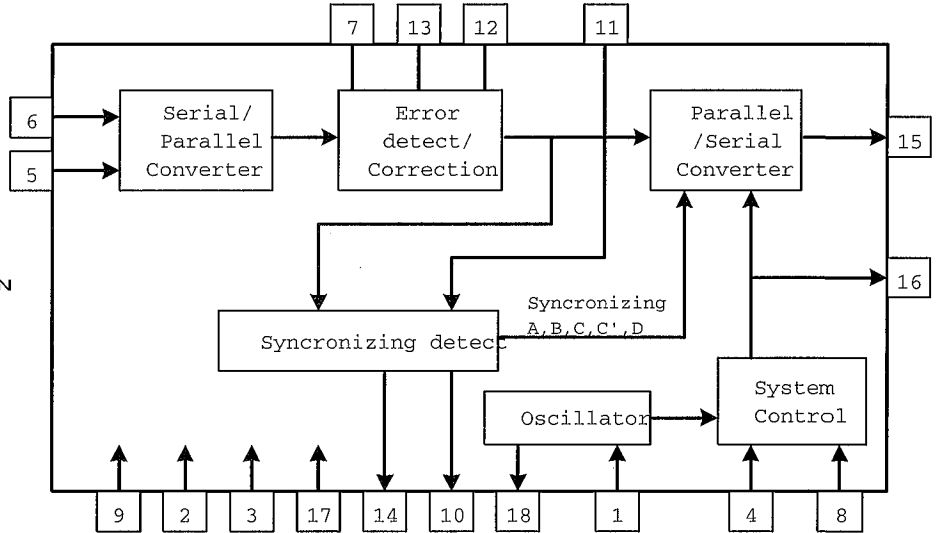 7
13
12
11
6
5
Serial/
Parallel
Converter
Error
detect/
Correction
Parallel
/Serial
Converter
15
16
Z
Syncronizing
A,B,C,C',D
Syncronizing detect
Oscillator
System
Control
9
2
3
17
14
10
18
1
4
8